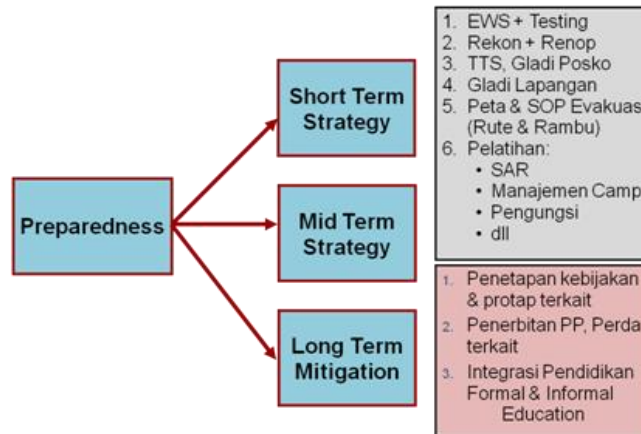 Preparedness
Short Term
Strategy
Mid Term
Strategy
Long Term
Mitigation
1. EWS + Testing
2. Rekon + Renop
3. TTS, Gladi Posko
4. Gladi Lapangan
5. Peta & SOP Evakuas
(Rute & Rambu)
6. Pelatihan:
• SAR
• Manajemen Camp
• Pengungsi
• dll
1. Penetapan kebijakan
& protap terkait
2. Penerbitan PP, Perda
terkait
3. Integrasi Pendidikan
Formal & Informal
Education